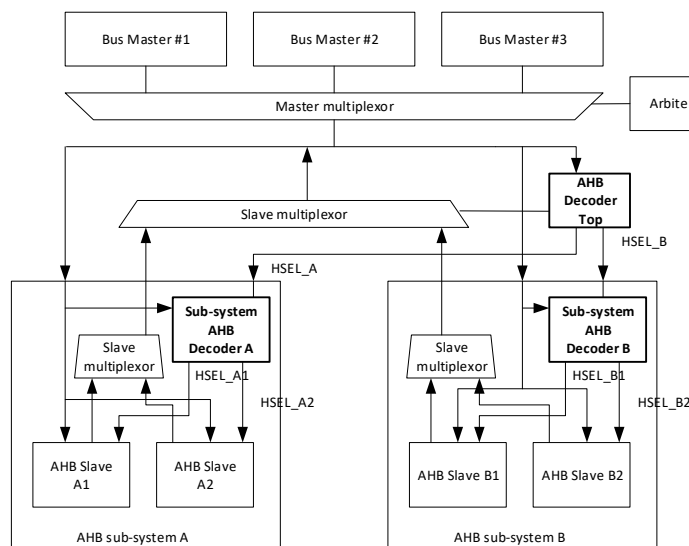 Bus Master #1
Bus Master #2
Bus Master #3
Master multiplexor
Arbite
AHB
Decoder
Top
Slave multiplexor
HSEL_B
HSEL_A
Sub-system
AHB
Decoder A
Slave
multiplexor
HSEL_A1
HSEL_A2
Sub-system
AHB
Decoder B
Slave
multiplexor
HSEL_B1
HSEL_B2
AHB Slave
A1
AHB Slave
A2
AHB Slave B1
AHB Slave B2
AHB sub-system A
AHB sub-system B